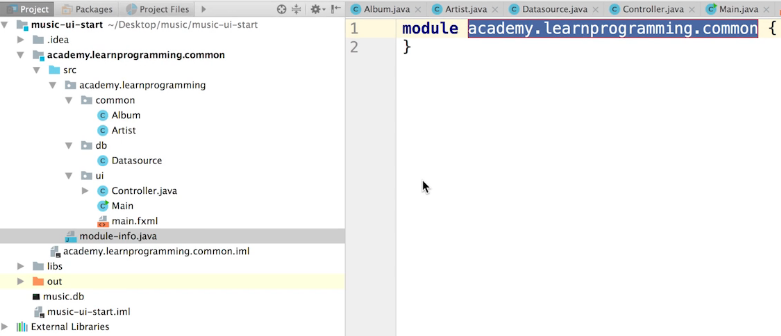 Project Packages Project Files
music-ui-start ~/Desktop/music/music-ui-start
.idea
academy.learnprogramming.common
src
academy.learnprogramming
common
Album
Artist
db
Datasource
ui
Controller.java
Main
main.fxml
module-info.java
academy.learnprogramming.common.iml
libs
out
music.db
music-ui-start.iml
External Libraries
Album.java Artist.java Datasource.java Controller.java Main.java
1 module academy.learnprogramming.common {
2 }